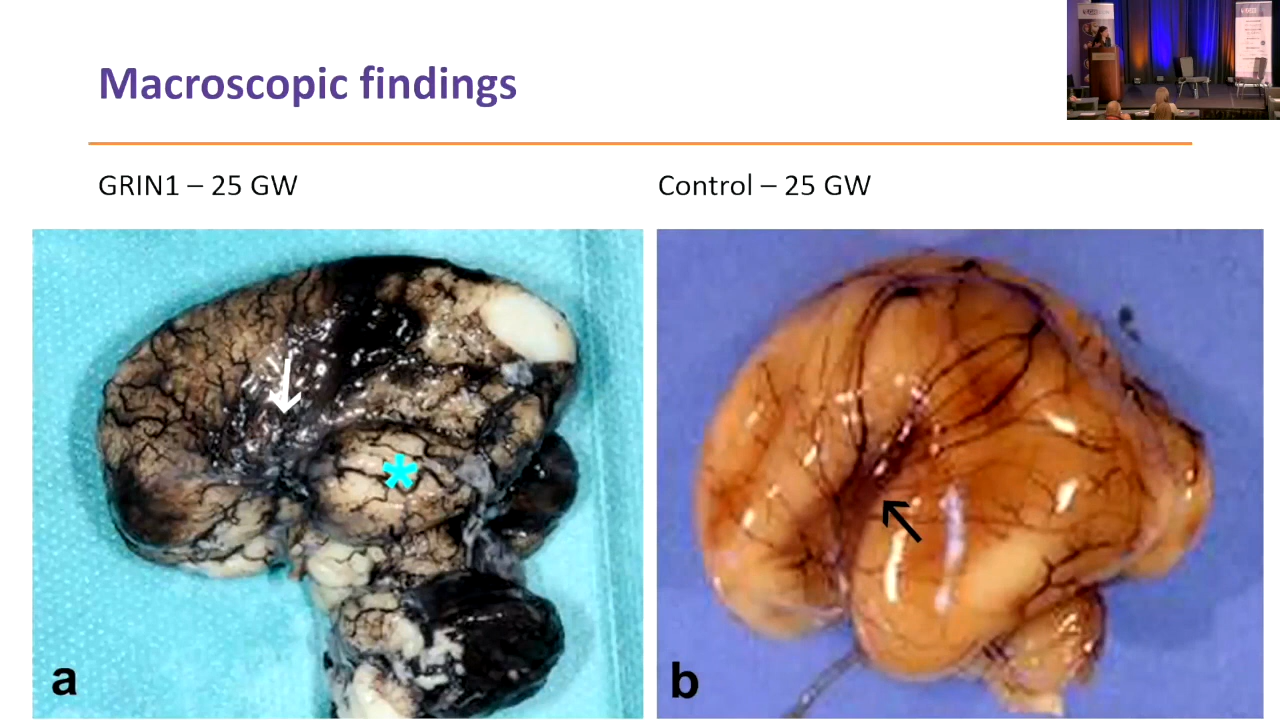 Macroscopic findings
GRIN1 – 25 GW
Control – 25 GW
*
a
b